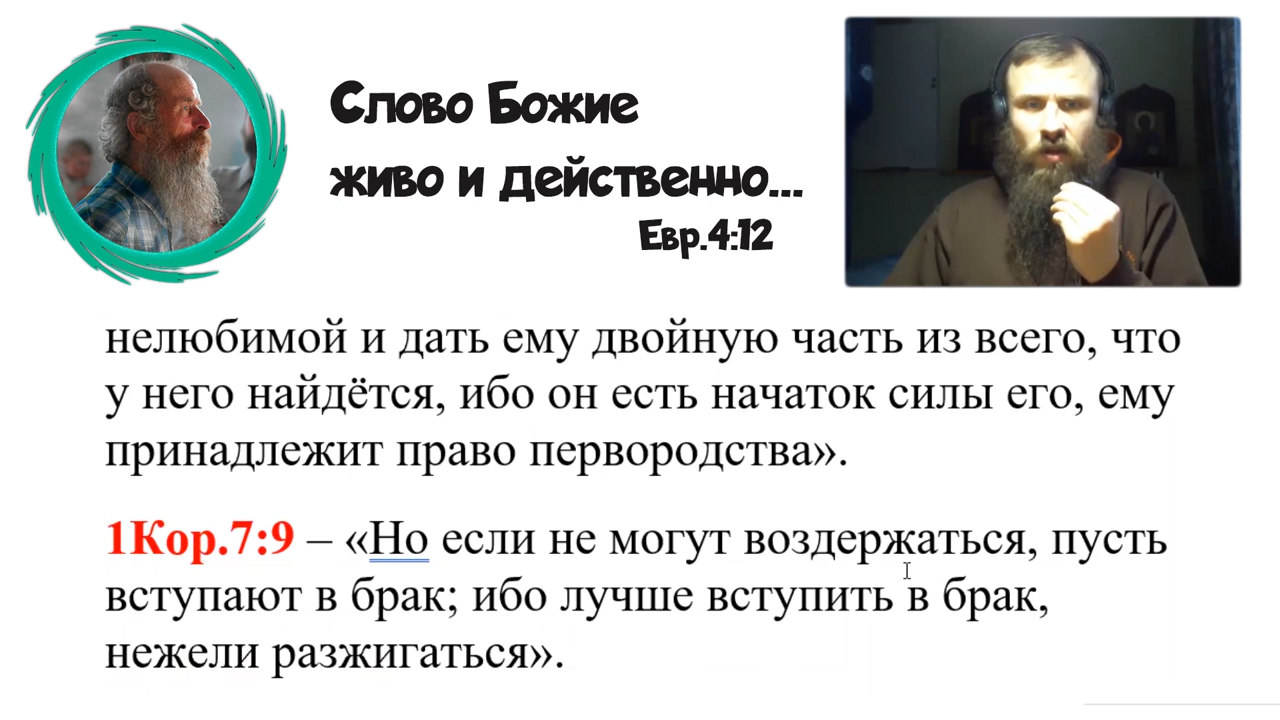 Слово Божие
живо и действенно...
Евр.4:12
нелюбимой и дать ему двойную часть из всего, что
у него найдётся, ибо он есть начаток силы его, ему
принадлежит право первородства».
1Кор.7:9 – «Но если не могут воздержаться, пусть
вступают в брак; ибо лучше вступить в брак,
нежели разжигаться».